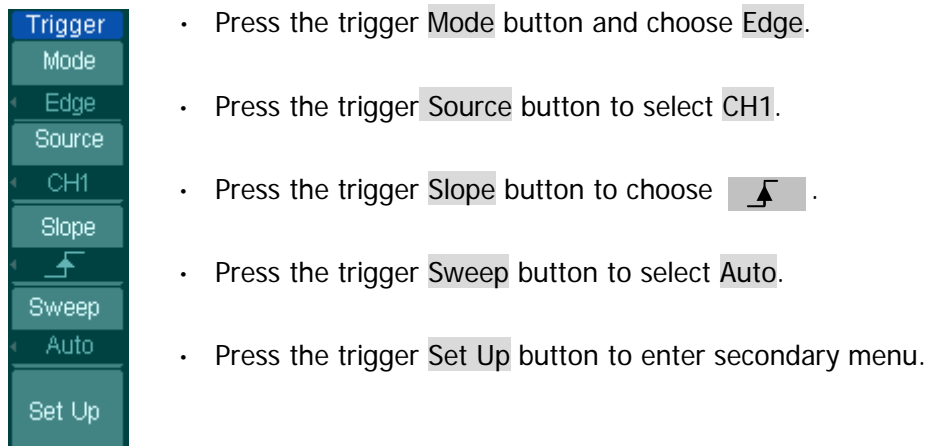 Trigger
Mode
Edge
Source
CH1
Slope
Sweep
Auto
Set Up
• Press the trigger Mode button and choose Edge.
• Press the trigger Source button to select CH1.
• Press the trigger Slope button to choose .
• Press the trigger Sweep button to select Auto.
• Press the trigger Set Up button to enter secondary menu.